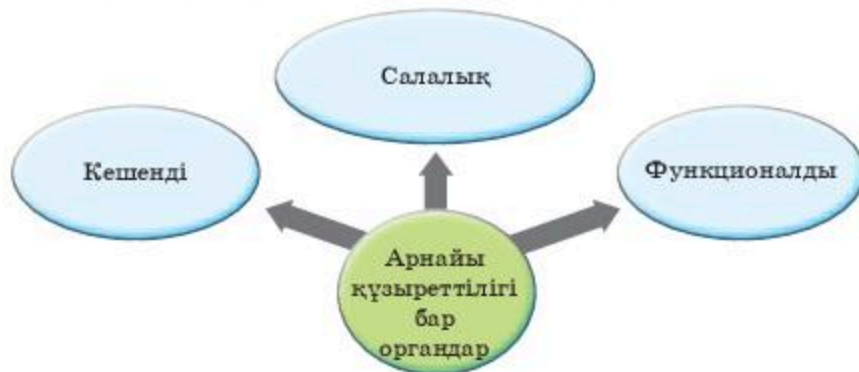 Салалық
Кешенді
Функционалды
Арнайы
құзыреттілігі
бар
органдар